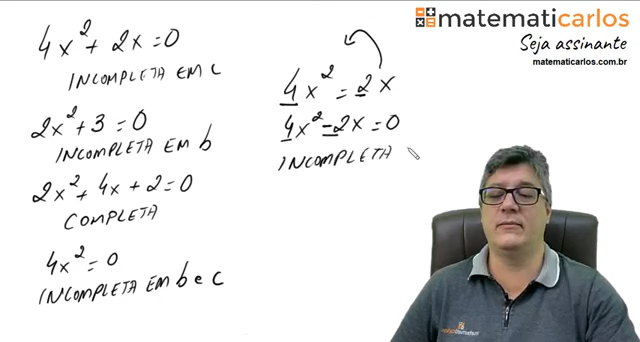 4x² + 2x = 0
INCOMPLETA EM C
2x² + 3 = 0
INCOMPLETA EM b
2x² + 4x + 2 = 0
COMPLETA
4x² = 0
INCOMPLETA EM b e c
4x² = 2x
4x² - 2x = 0
INCOMPLETA
matematicarlos
Seja assinante
matematicarlos.com.br